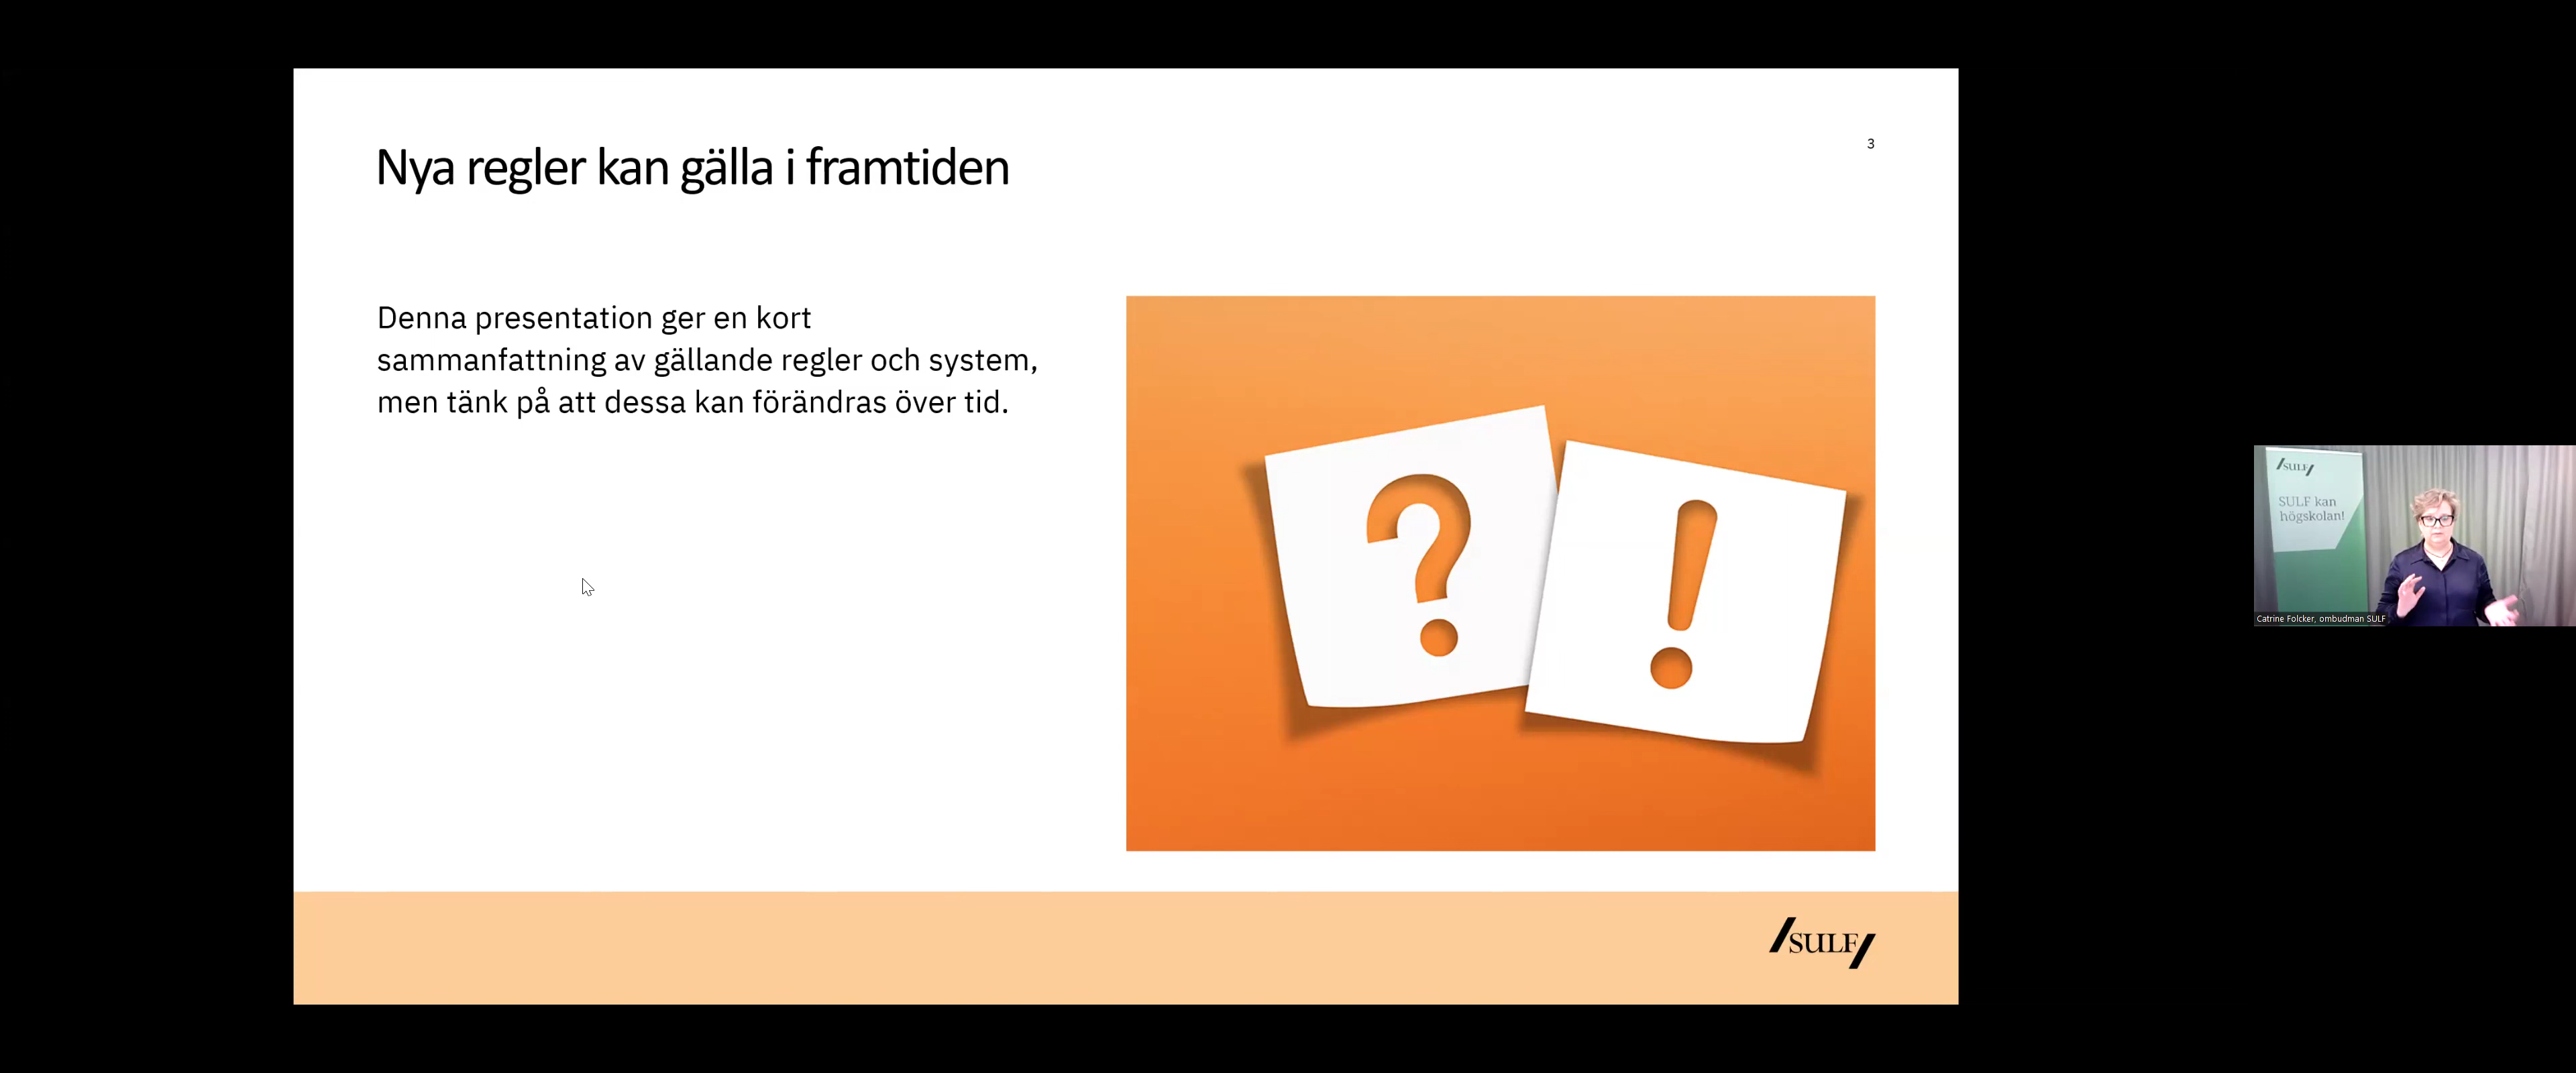 Nya regler kan gälla i framtiden
3
Denna presentation ger en kort
sammanfattning av gällande regler och system,
men tänk på att dessa kan förändras över tid.
?
!
/SULF/
/SULF/
SULF kan
högskolan!
Catrine Folcker, ombudman SULF